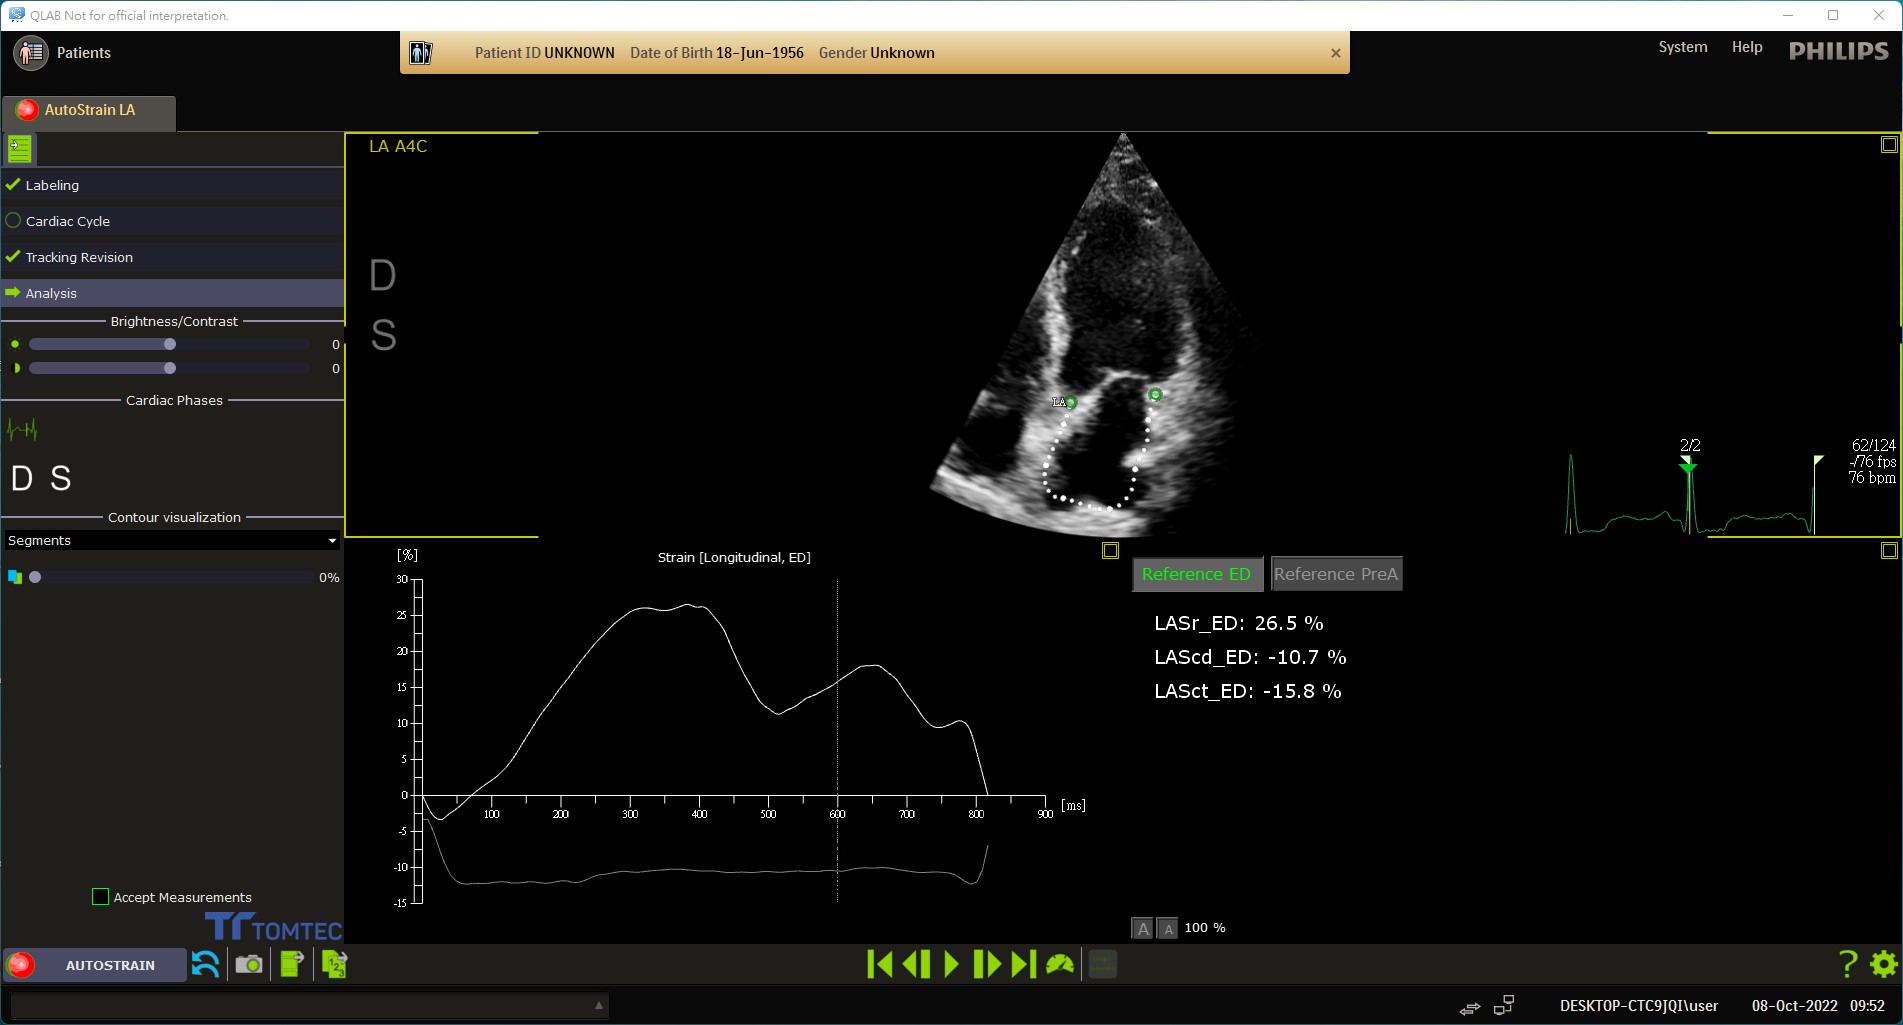 QLAB Not for official interpretation.
Patients
Patient ID UNKNOWN Date of Birth 18-Jun-1956 Gender Unknown
System Help PHILIPS
AutoStrain LA
Labeling
Cardiac Cycle
Tracking Revision
Analysis
Brightness/Contrast
0
0
Cardiac Phases
D S
Contour visualization
Segments
0%
Accept Measurements
TOMTEC
LA A4C
D
S
LA
2/2
62/124
-/76 fps
76 bpm
[%]
Strain [Longitudinal, ED]
30
25
20
15
10
5
0
-5
-10
-15
100 200 300 400 500 600 700 800 900 [ms]
Reference ED Reference PreA
LASr_ED: 26.5 %
LAScd_ED: -10.7 %
LASct_ED: -15.8 %
A A 100 %
AUTOSTRAIN
1 2 3
?
DESKTOP-CTC9JQI\user 08-Oct-2022 09:52